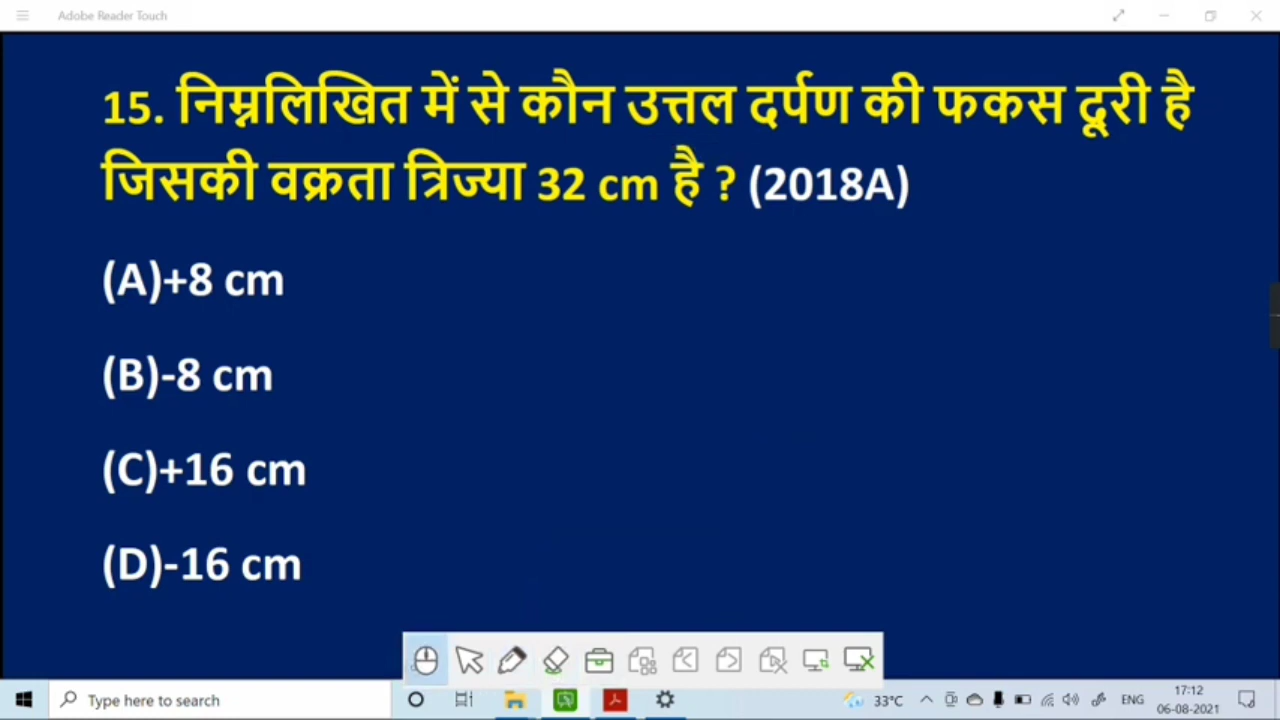 Adobe Reader Touch
15. निम्नलिखित में से कौन उत्तल दर्पण की फकस दूरी है
जिसकी वक्रता त्रिज्या 32 cm है ? (2018A)
(A)+8 cm
(B)-8 cm
(C)+16 cm
(D)-16 cm
Type here to search
33°C
ENG
17:12
06-08-2021